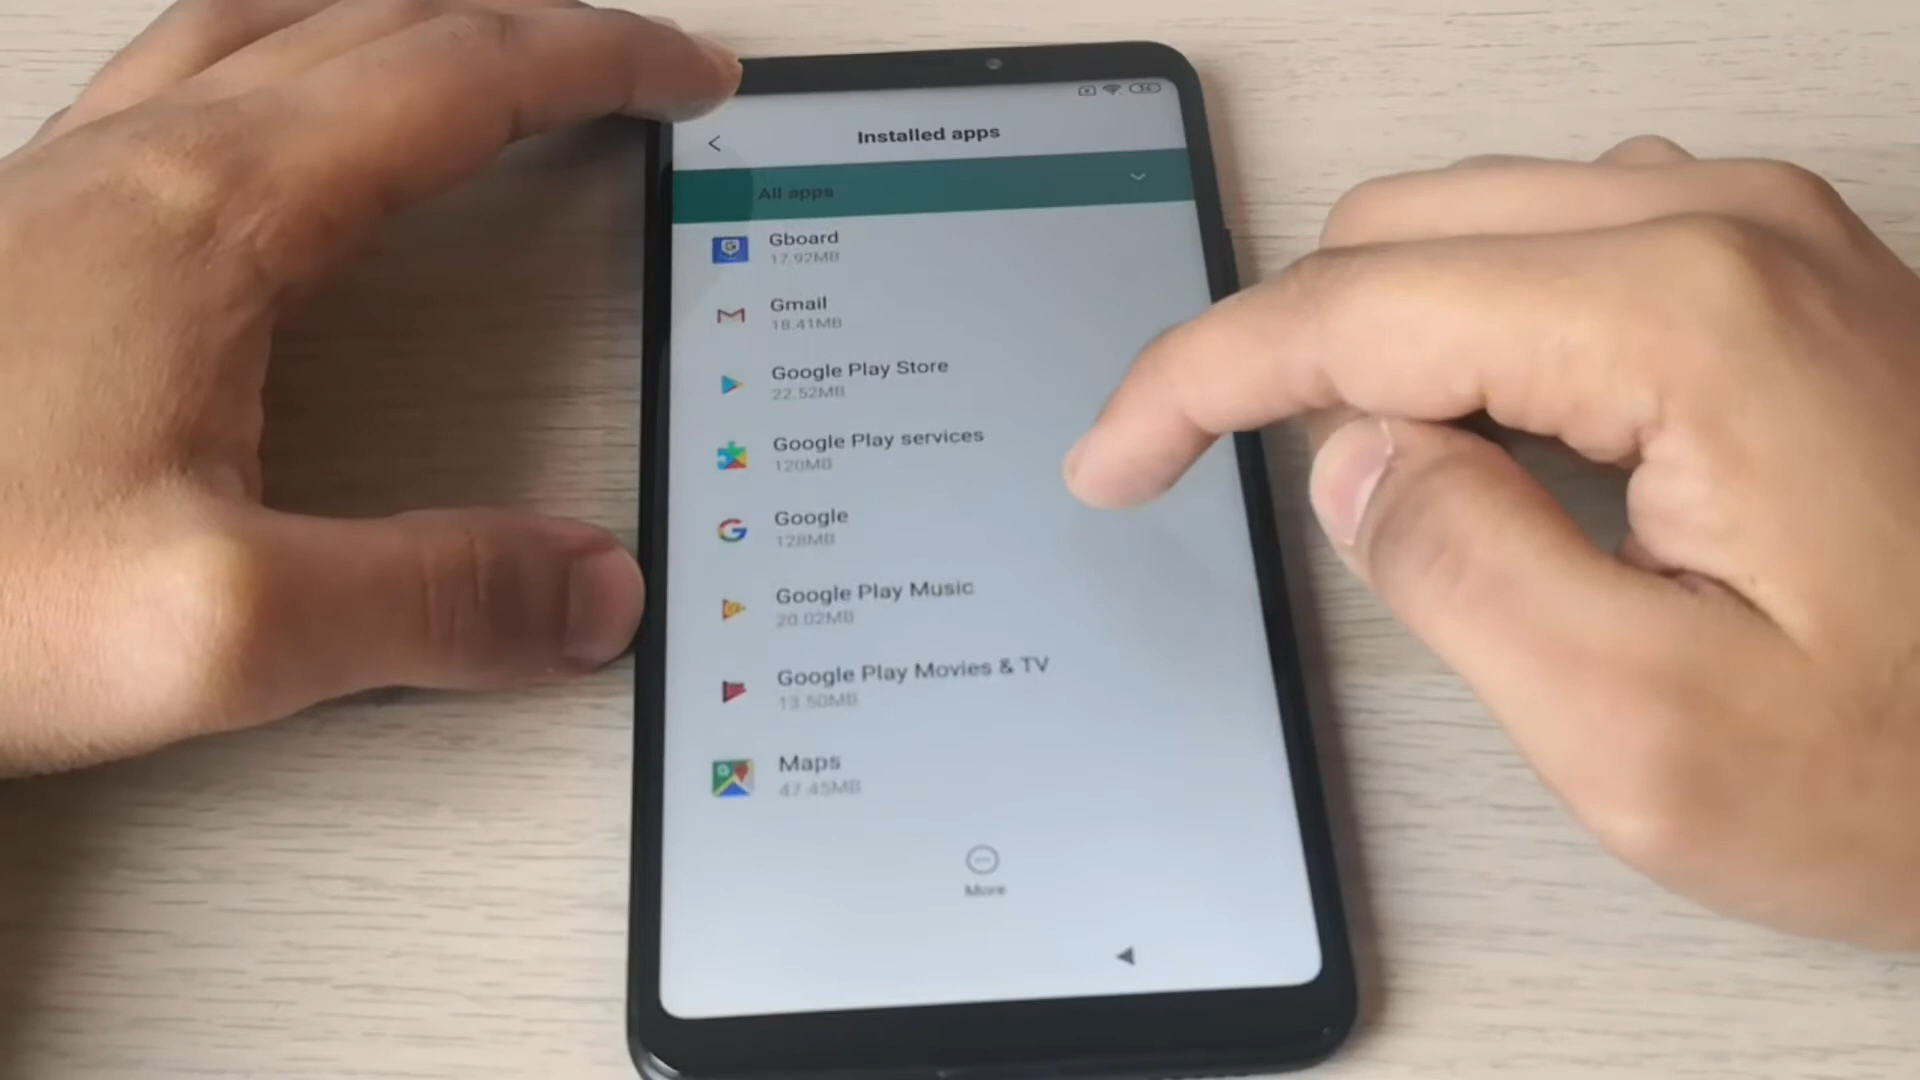 Installed apps
All apps
Gboard
17.92MB
Gmail
18.41MB
Google Play Store
22.52MB
Google Play services
120MB
Google
128MB
Google Play Music
20.02MB
Google Play Movies & TV
13.50MB
Maps
47.45MB
More